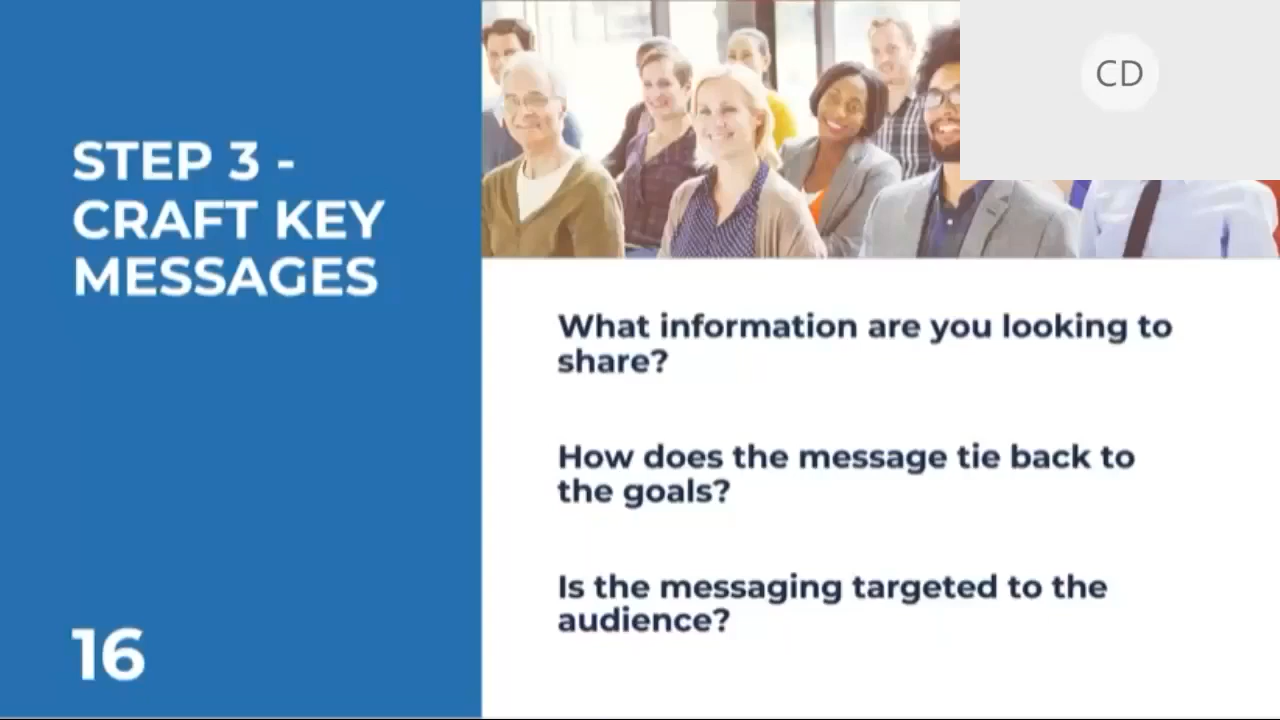 STEP 3 -
CRAFT KEY
MESSAGES
16
CD
What information are you looking to
share?
How does the message tie back to
the goals?
Is the messaging targeted to the
audience?